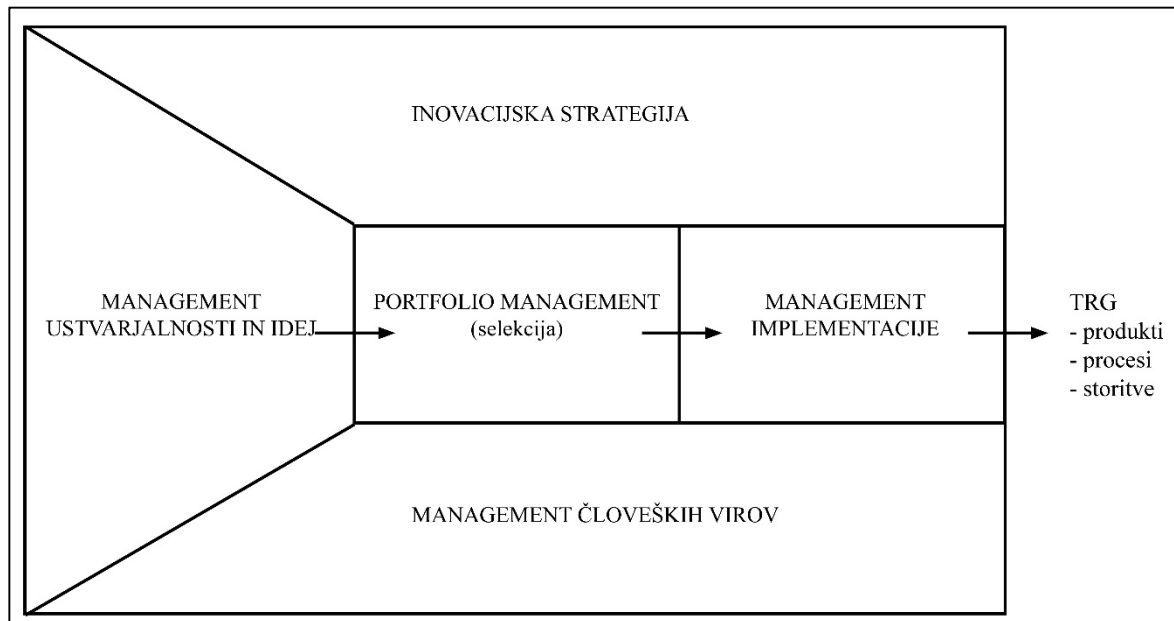 INOVACIJSKA STRATEGIJA
MANAGEMENT
USTVARJALNOSTI IN IDEJ
PORTFOLIO MANAGEMENT
(selekcija)
MANAGEMENT
IMPLEMENTACIJE
TRG
- produkti
- procesi
- storitve
MANAGEMENT ČLOVEŠKIH VIROV